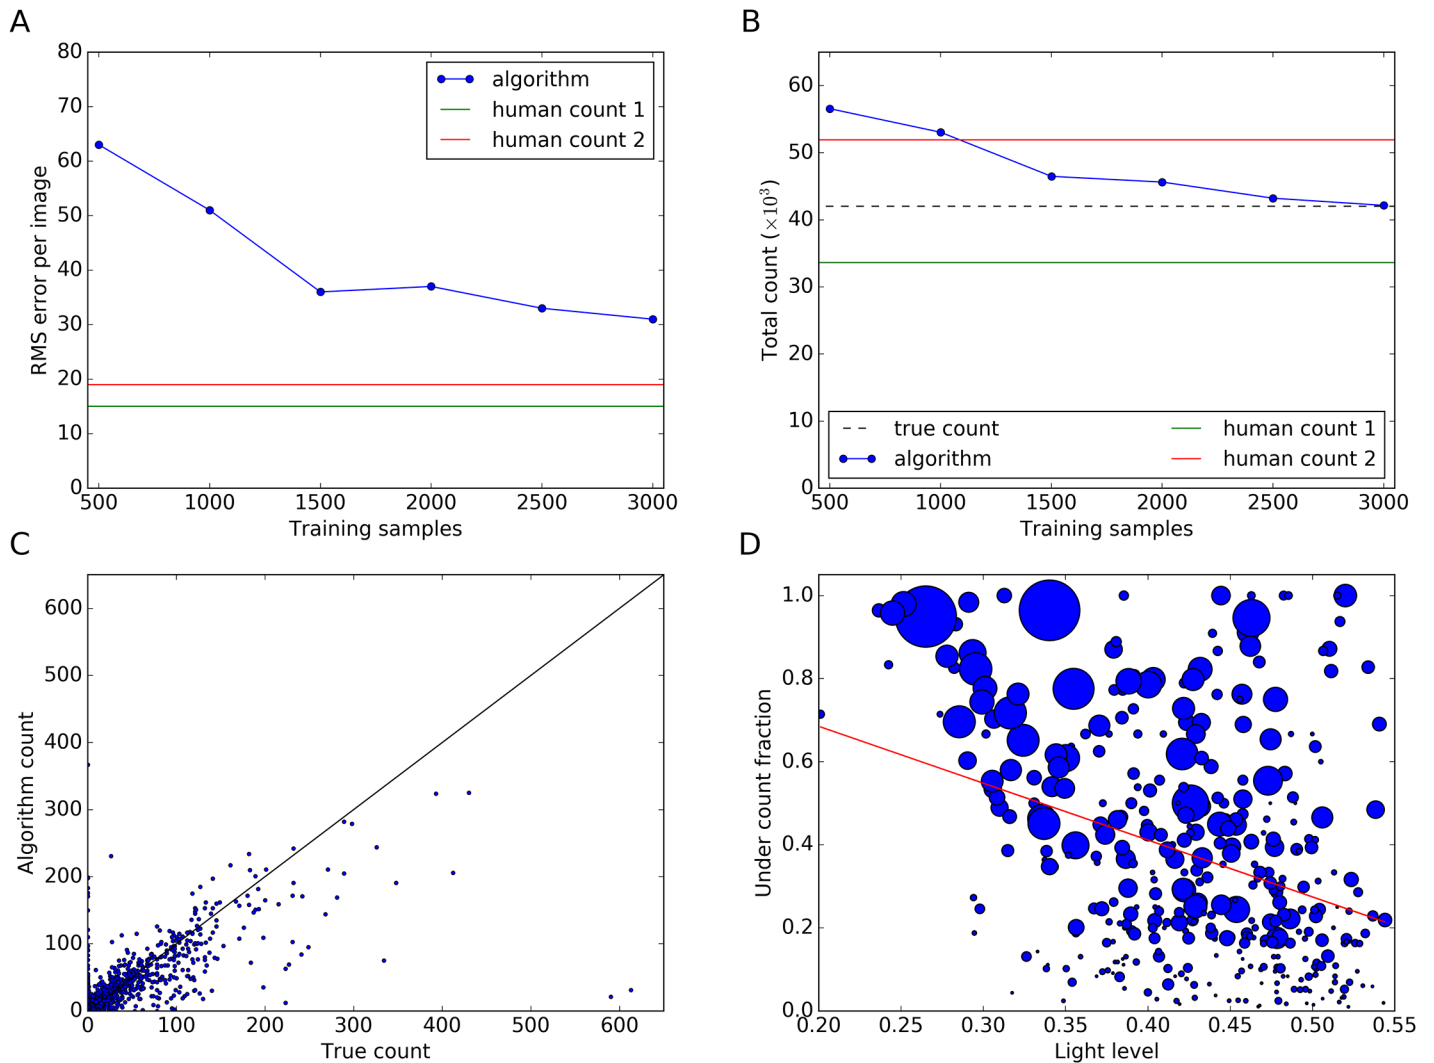 A
RMS error per image
80
70
60
50
40
30
20
10
0
500
1000
1500
2000
2500
3000
Training samples
algorithm
human count 1
human count 2
B
Total count (×10³)
60
50
40
30
20
10
0
500
1000
1500
2000
2500
3000
Training samples
true count
algorithm
human count 1
human count 2
C
Algorithm count
600
500
400
300
200
100
0
0
100
200
300
400
500
600
True count
D
Under count fraction
1.0
0.8
0.6
0.4
0.2
0.0
0.20
0.25
0.30
0.35
0.40
0.45
0.50
0.55
Light level